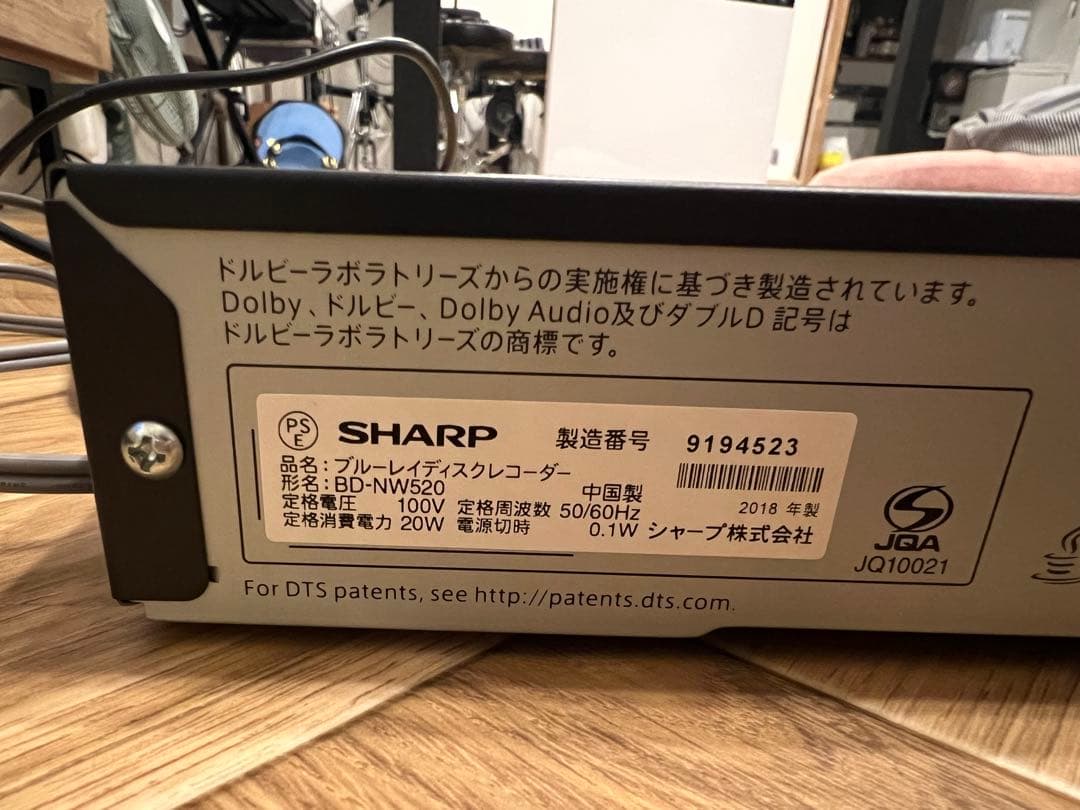 ドルビーラボラトリーズからの実施権に基づき製造されています。
Dolby、ドルビー、Dolby Audio及びダブルD 記号は
ドルビーラボラトリーズの商標です。
PS
E
SHARP 製造番号 9194523
品名：ブルーレイディスクレコーダー
形名：BD-NW520 中国製
定格電圧 100V 定格周波数 50/60Hz 2018 年製
定格消費電力 20W 電源切時 0.1W シャープ株式会社
JQA
JQ10021
For DTS patents, see http://patents.dts.com.